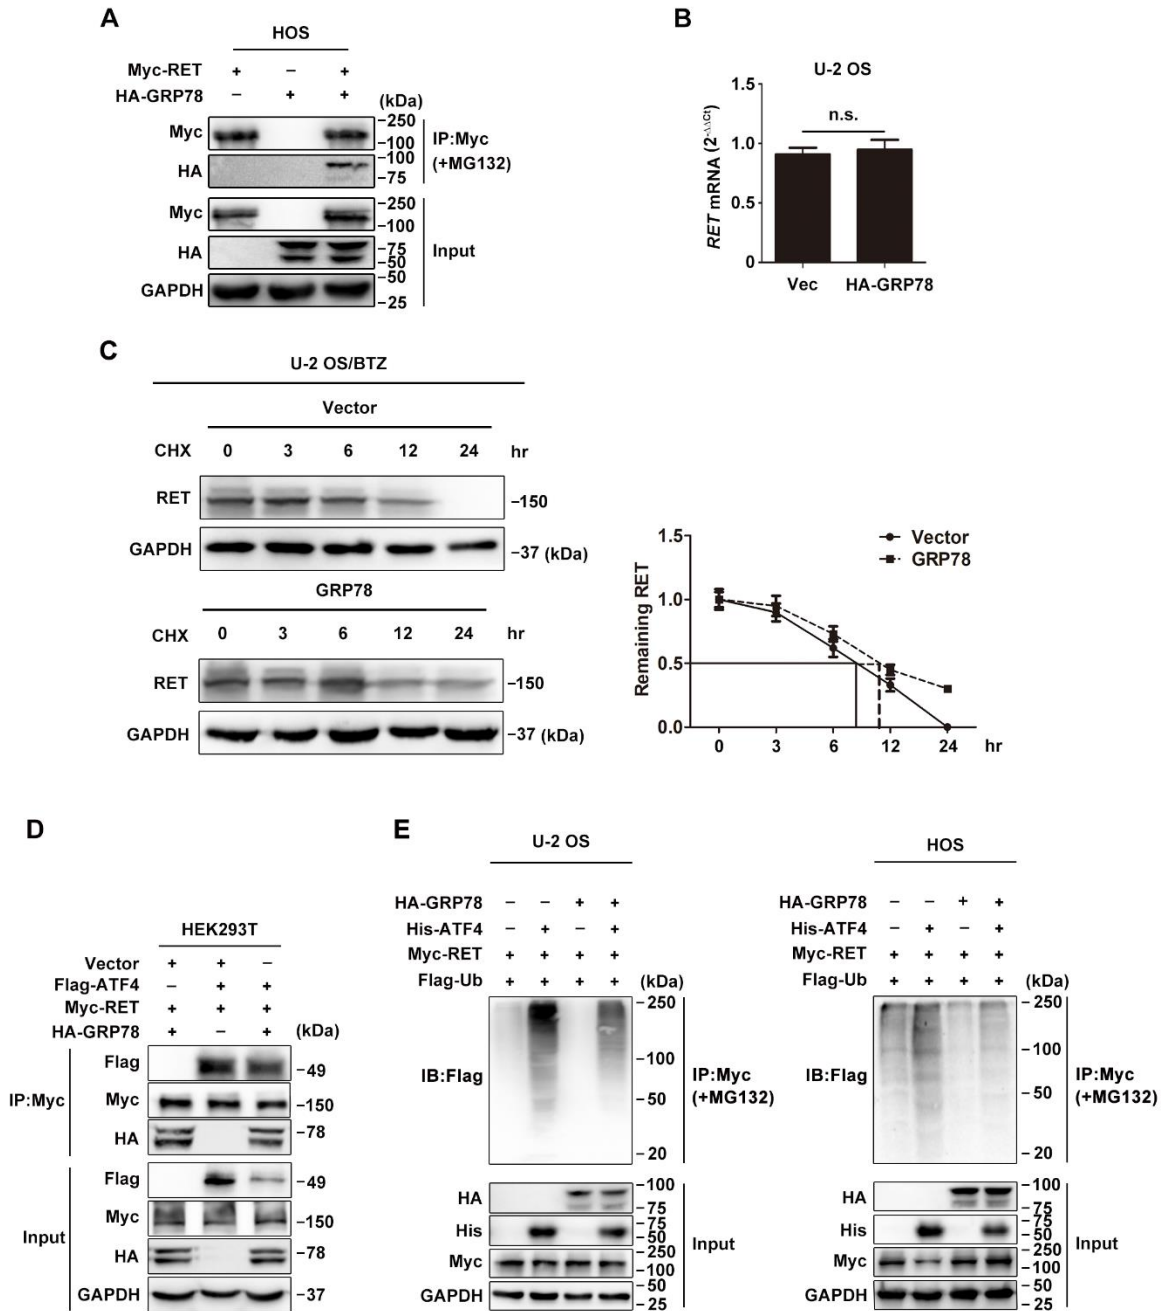 A
HOS
Myc-RET + – +
HA-GRP78 – + + (kDa)
Myc –250 –100
HA –100 –75
IP:Myc
(+MG132)
Myc –250 –100
HA –75 –50
GAPDH –50 –25
Input
B
U-2 OS
n.s.
RET mRNA (2-ΔΔCt)
1.5
1.0
0.5
0
Vec HA-GRP78
C
U-2 OS/BTZ
Vector
CHX 0 3 6 12 24 hr
RET –150
GAPDH –37 (kDa)
GRP78
CHX 0 3 6 12 24 hr
RET –150
GAPDH –37 (kDa)
Remaining RET
1.5
1.0
0.5
0.0
0 3 6 12 24 hr
Vector
GRP78
D
HEK293T
Vector + + –
Flag-ATF4 – + +
Myc-RET + + +
HA-GRP78 + – + (kDa)
IP:Myc
Flag –49
Myc –150
HA –78
Input
Flag –49
Myc –150
HA –78
GAPDH –37
E
U-2 OS
HA-GRP78 – – + +
His-ATF4 – + – +
Myc-RET + + + +
Flag-Ub + + + + (kDa)
IB:Flag
–250
–100
–50
–20
IP:Myc
(+MG132)
HA –100 –75
His –75 –50
Myc –250 –100
GAPDH –50 –25
Input
HOS
HA-GRP78 – – + +
His-ATF4 – + – +
Myc-RET + + + +
Flag-Ub + + + + (kDa)
IB:Flag
–250
–100
–50
–20
IP:Myc
(+MG132)
HA –100 –75
His –75 –50
Myc –250 –100
GAPDH –50 –25
Input